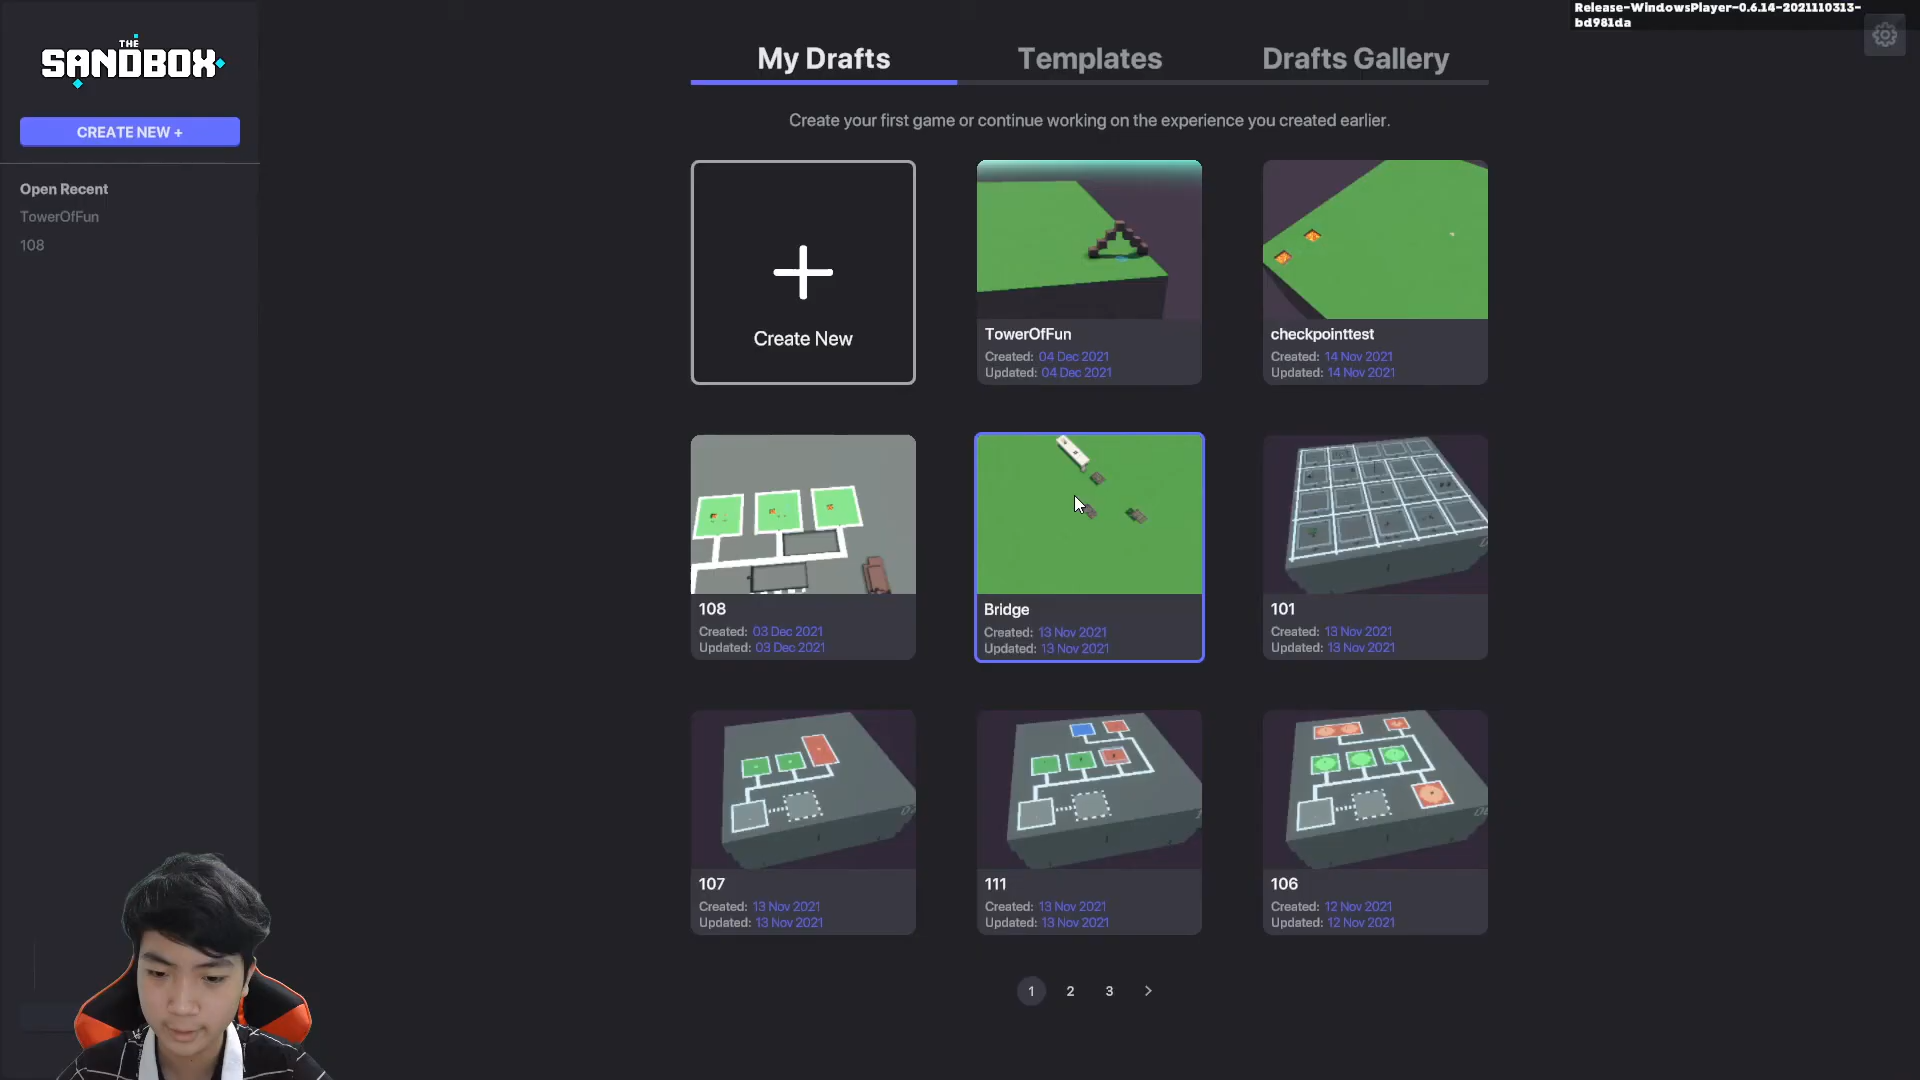 Release-WindowsPlayer-0.6.14-2021110313-
bd981da
THE
SANDBOX
CREATE NEW +
Open Recent
TowerOfFun
108
My Drafts
Templates
Drafts Gallery
Create your first game or continue working on the experience you created earlier.
Create New
TowerOfFun
Created: 04 Dec 2021
Updated: 04 Dec 2021
checkpointtest
Created: 14 Nov 2021
Updated: 14 Nov 2021
108
Created: 03 Dec 2021
Updated: 03 Dec 2021
Bridge
Created: 13 Nov 2021
Updated: 13 Nov 2021
101
Created: 13 Nov 2021
Updated: 13 Nov 2021
107
Created: 13 Nov 2021
Updated: 13 Nov 2021
111
Created: 13 Nov 2021
Updated: 13 Nov 2021
106
Created: 12 Nov 2021
Updated: 12 Nov 2021
1 2 3 >